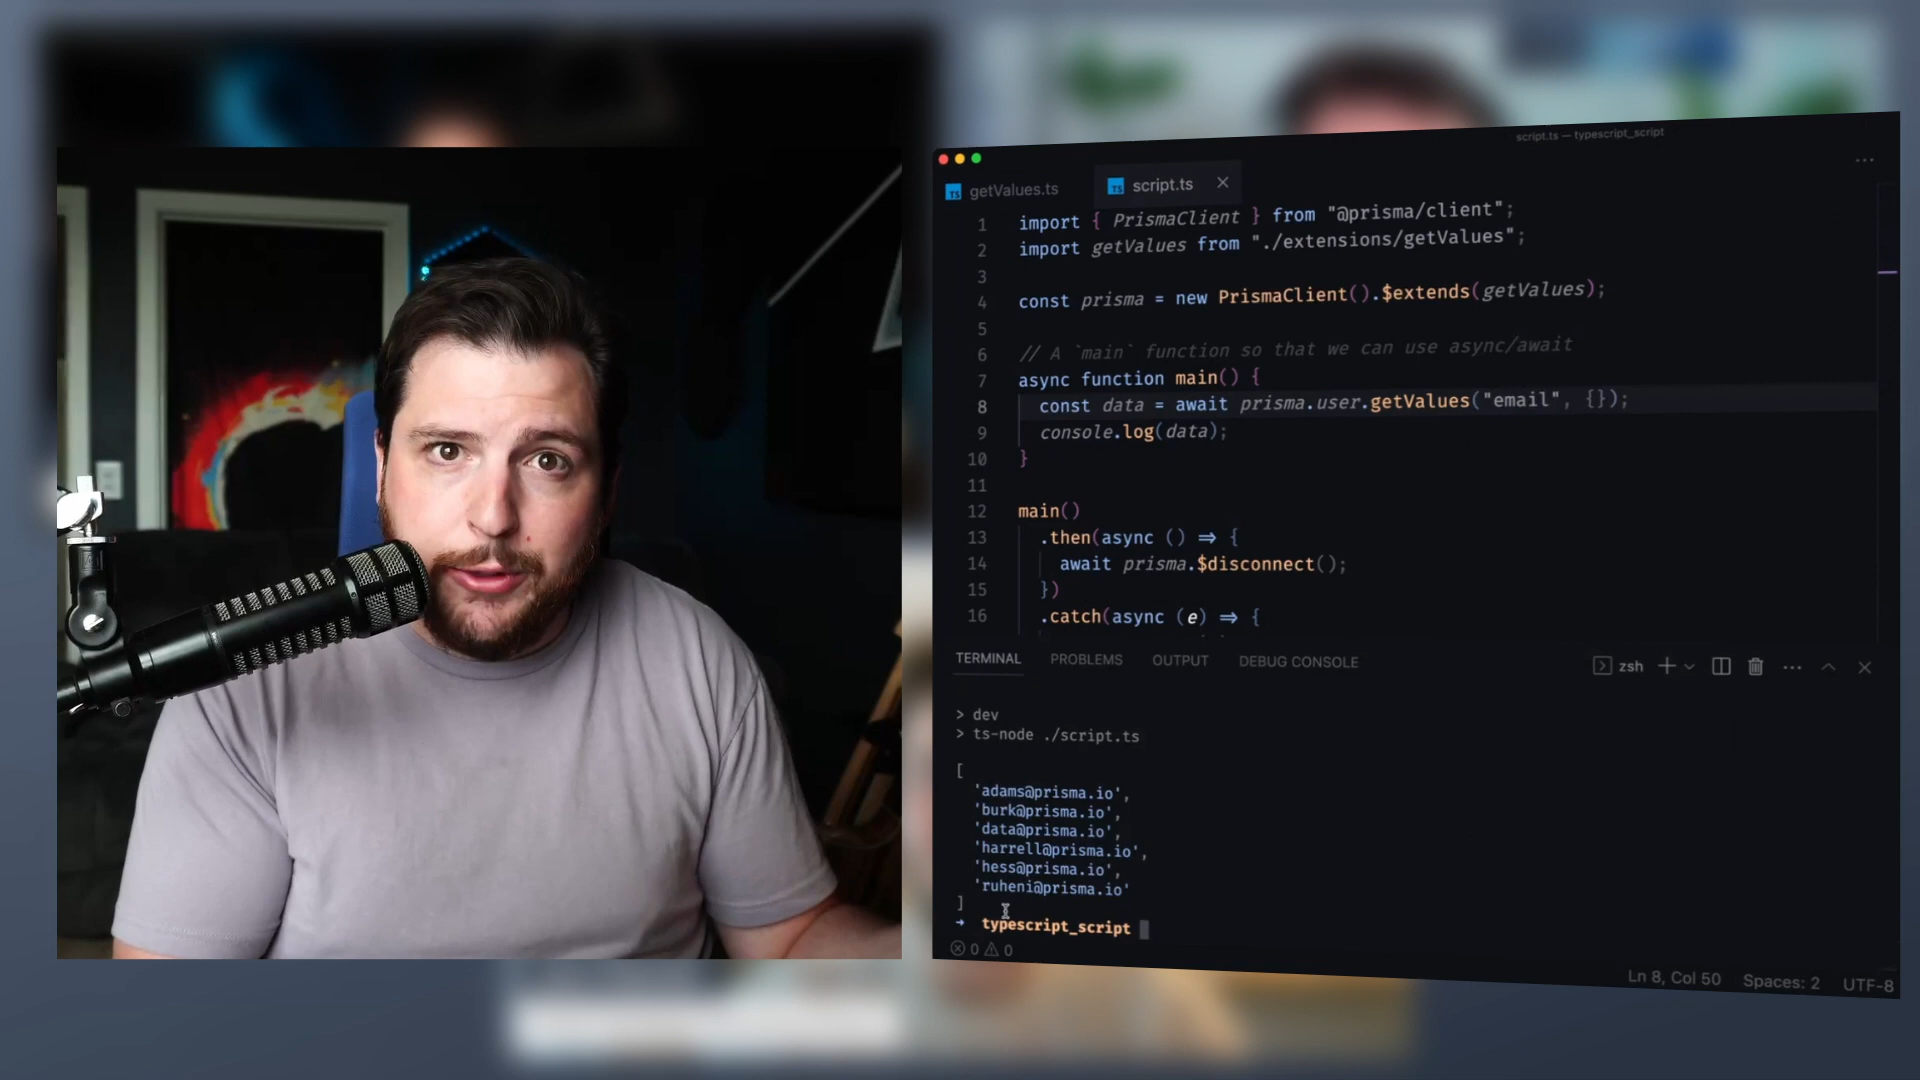 script.ts — typescript_script
getValues.ts
script.ts
1 import { PrismaClient } from "@prisma/client";
2 import getValues from "./extensions/getValues";
3
4 const prisma = new PrismaClient().$extends(getValues);
5
6 // A `main` function so that we can use async/await
7 async function main() {
8 const data = await prisma.user.getValues("email", {});
9 console.log(data);
10 }
11
12 main()
13 .then(async () => {
14 await prisma.$disconnect();
15 })
16 .catch(async (e) => {
TERMINAL PROBLEMS OUTPUT DEBUG CONSOLE zsh
> dev
> ts-node ./script.ts
[
'adams@prisma.io',
'burk@prisma.io',
'data@prisma.io',
'harrell@prisma.io',
'hess@prisma.io',
'ruheni@prisma.io'
]
→ typescript_script
0 0
Ln 8, Col 50 Spaces: 2 UTF-8